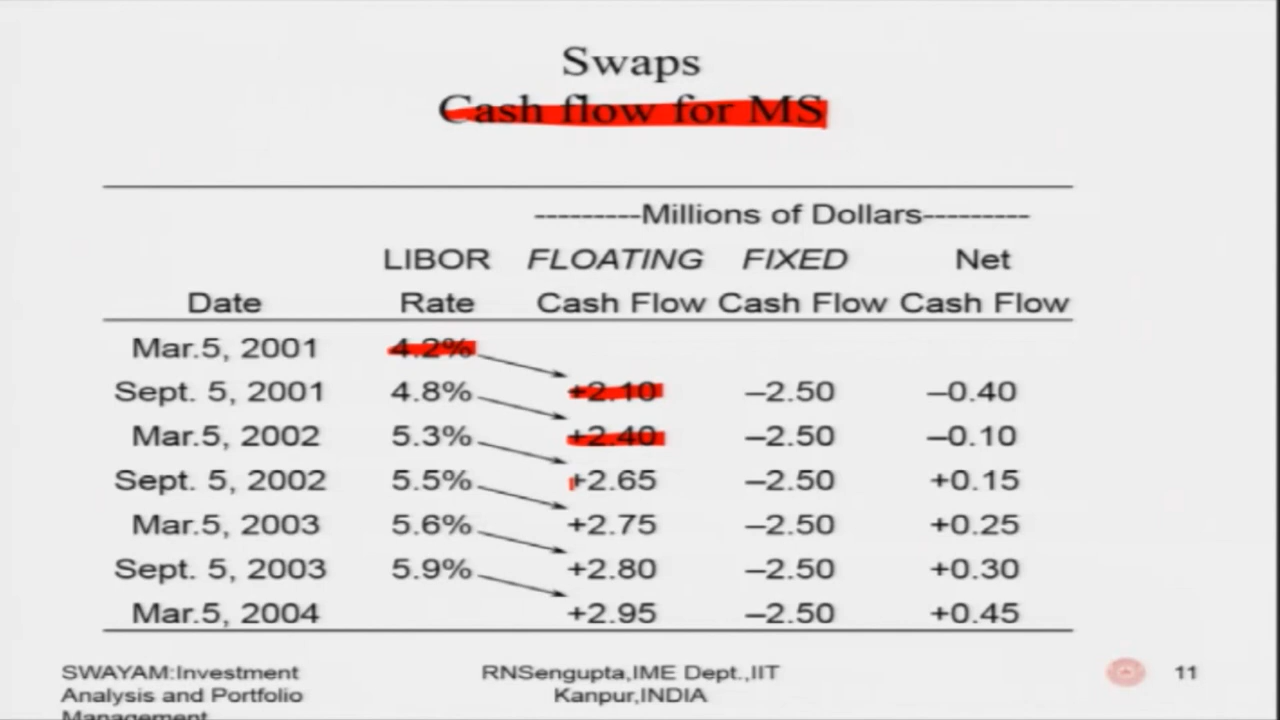 Swaps
Cash flow for MS
---------Millions of Dollars---------
LIBOR FLOATING FIXED Net
Date Rate Cash Flow Cash Flow Cash Flow
Mar.5, 2001 4.2%
Sept. 5, 2001 4.8% +2.10 –2.50 –0.40
Mar.5, 2002 5.3% +2.40 –2.50 –0.10
Sept. 5, 2002 5.5% +2.65 –2.50 +0.15
Mar.5, 2003 5.6% +2.75 –2.50 +0.25
Sept. 5, 2003 5.9% +2.80 –2.50 +0.30
Mar.5, 2004 +2.95 –2.50 +0.45
SWAYAM:Investment
Analysis and Portfolio
Management
RNSengupta,IME Dept.,IIT
Kanpur,INDIA
11